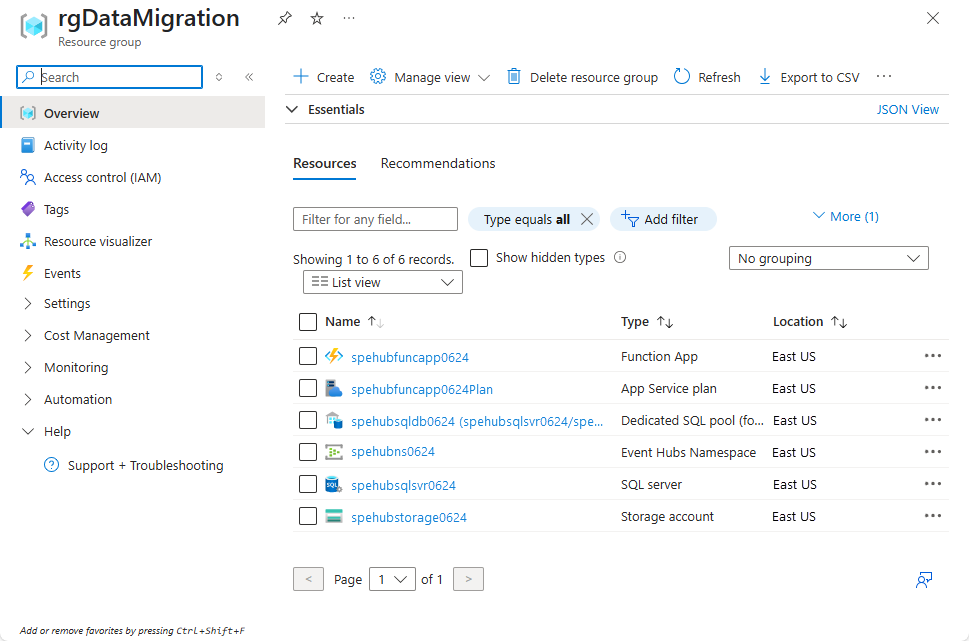 rgDataMigration
Resource group
Search
Overview
Activity log
Access control (IAM)
Tags
Resource visualizer
Events
Settings
Cost Management
Monitoring
Automation
Help
Support + Troubleshooting
Add or remove favorites by pressing Ctrl+Shift+F
Create Manage view Delete resource group Refresh Export to CSV
Essentials JSON View
Resources Recommendations
Filter for any field... Type equals all Add filter More (1)
Showing 1 to 6 of 6 records. Show hidden types No grouping
List view
Name Type Location
spehubfuncapp0624 Function App East US
spehubfuncapp0624Plan App Service plan East US
spehubsqldb0624 (spehubsqlsvr0624/spe... Dedicated SQL pool (fo... East US
spehubns0624 Event Hubs Namespace East US
SQL spehubsqlsvr0624 SQL server East US
spehubstorage0624 Storage account East US
< Page 1 of 1 >